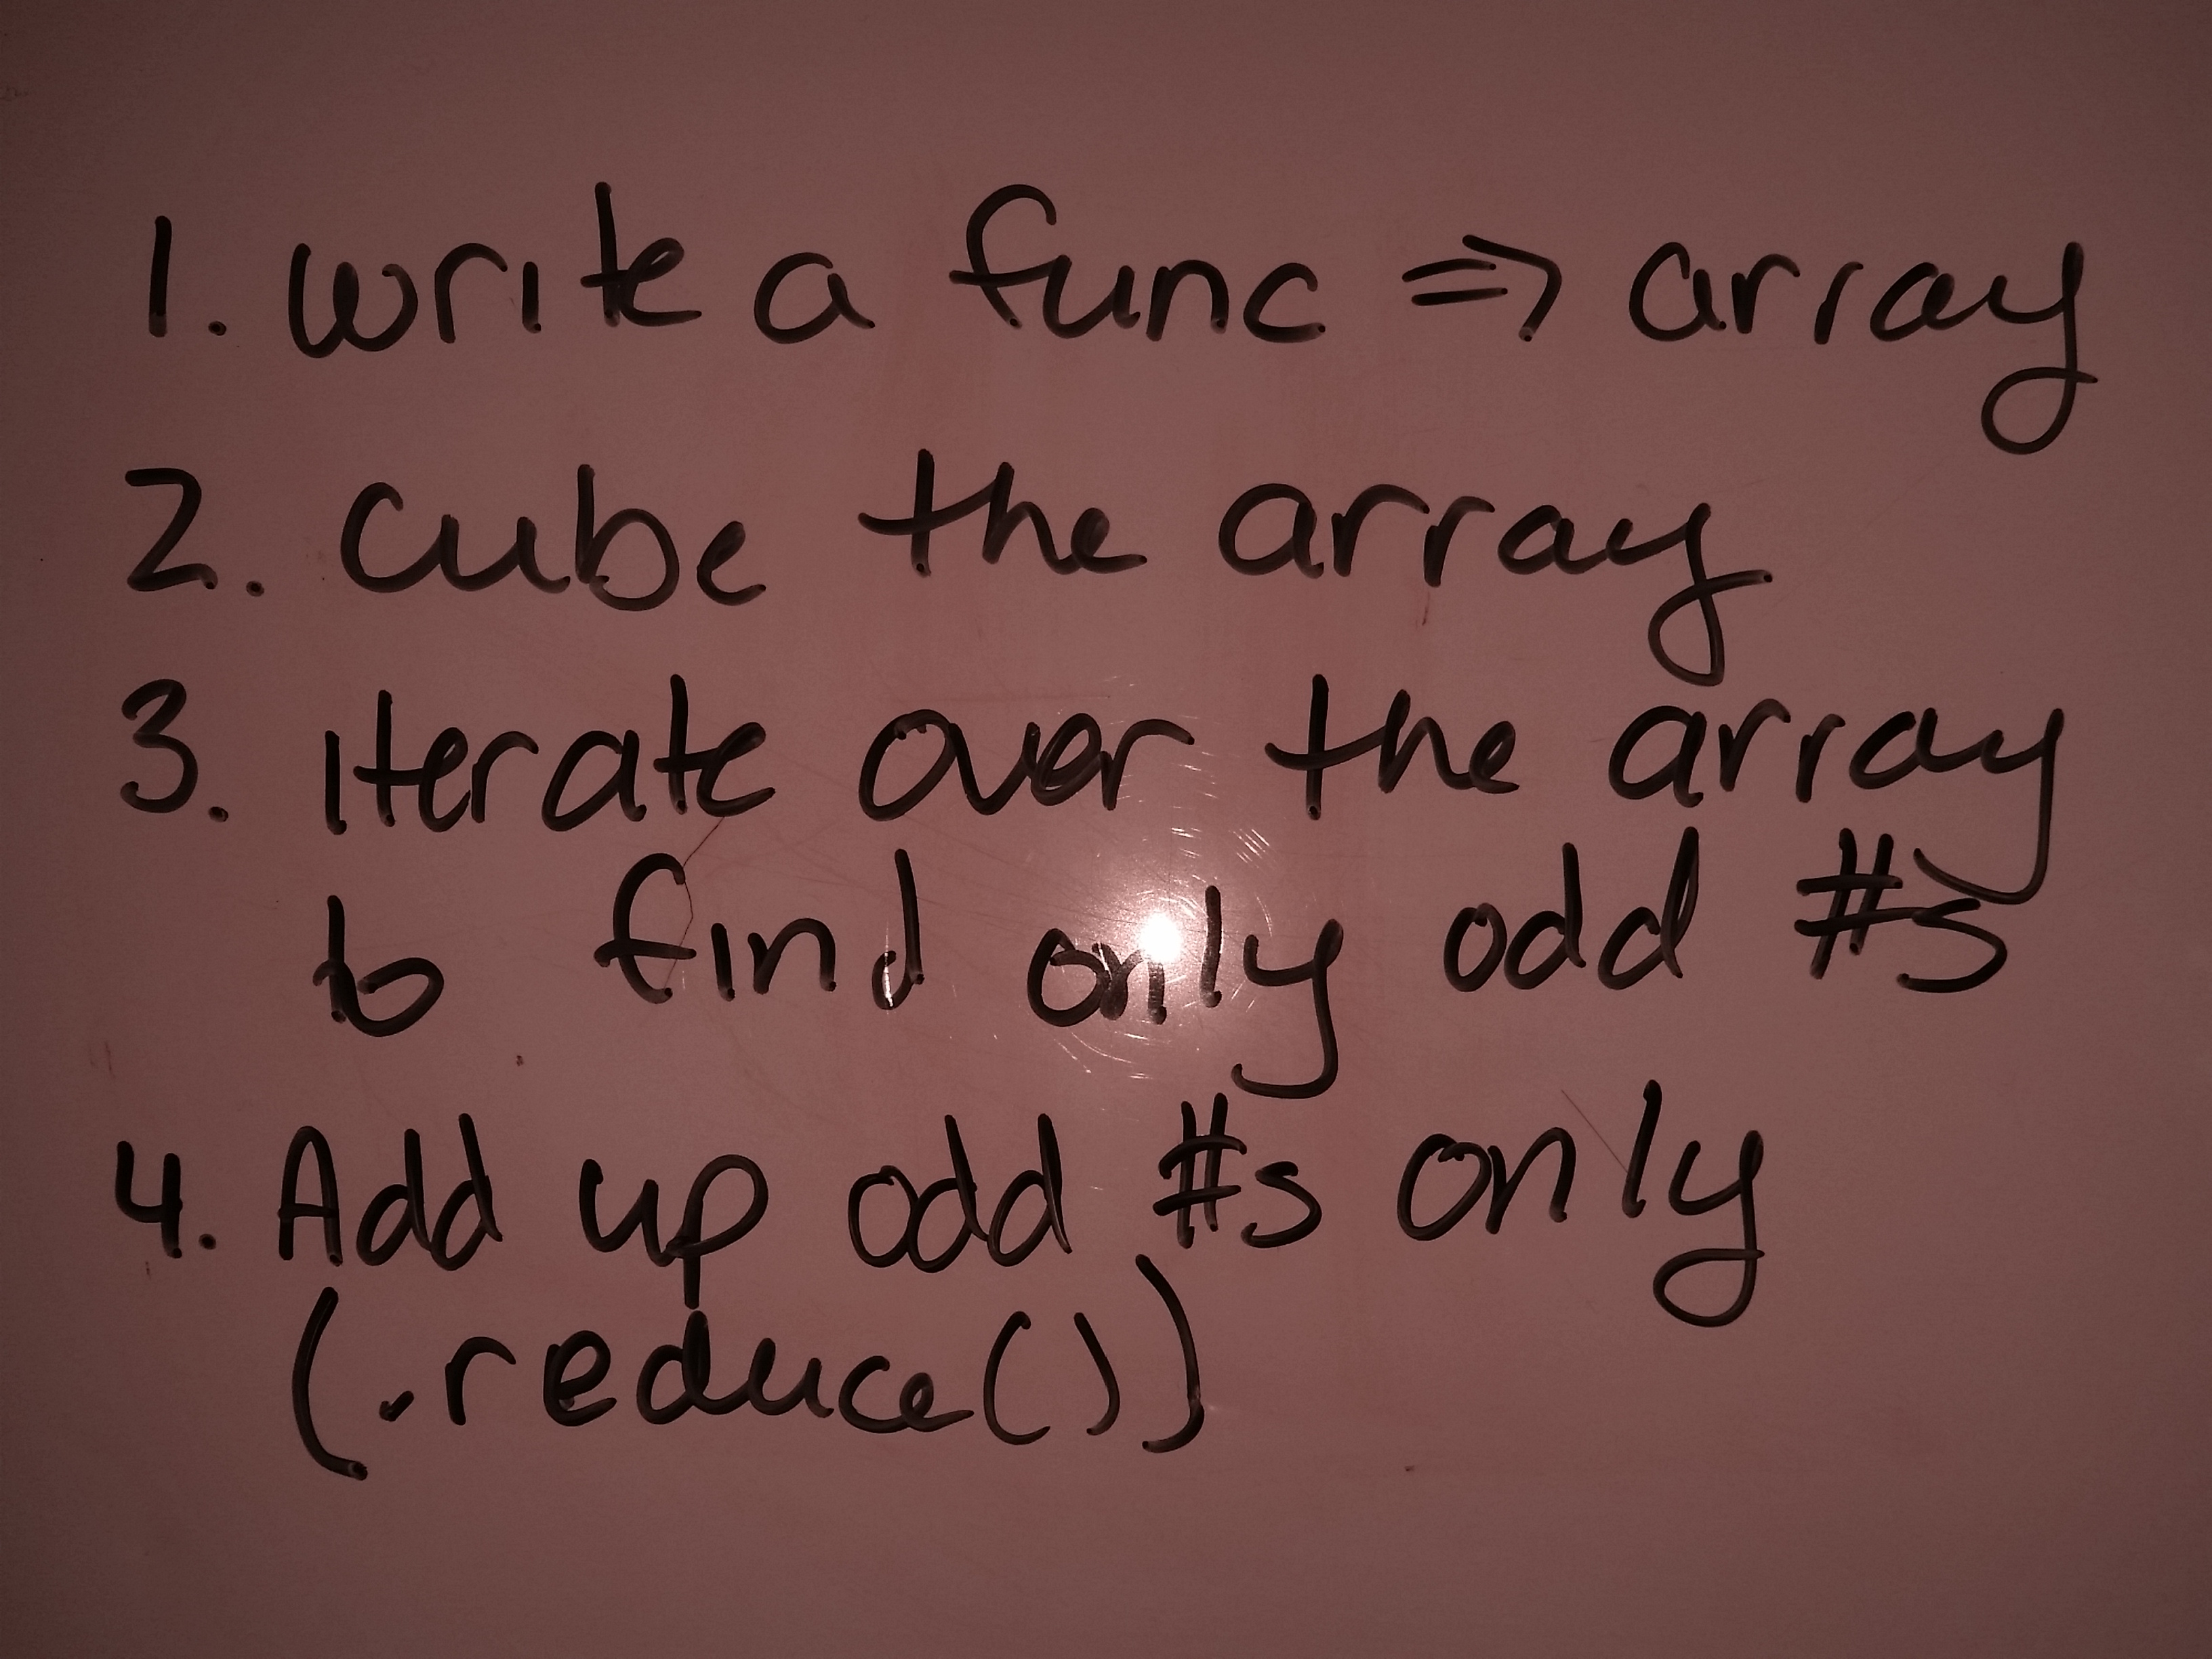 1. write a func => array
2. cube the array
3. iterate over the array
to find only odd #s
4. Add up odd #s only
(.reduce())